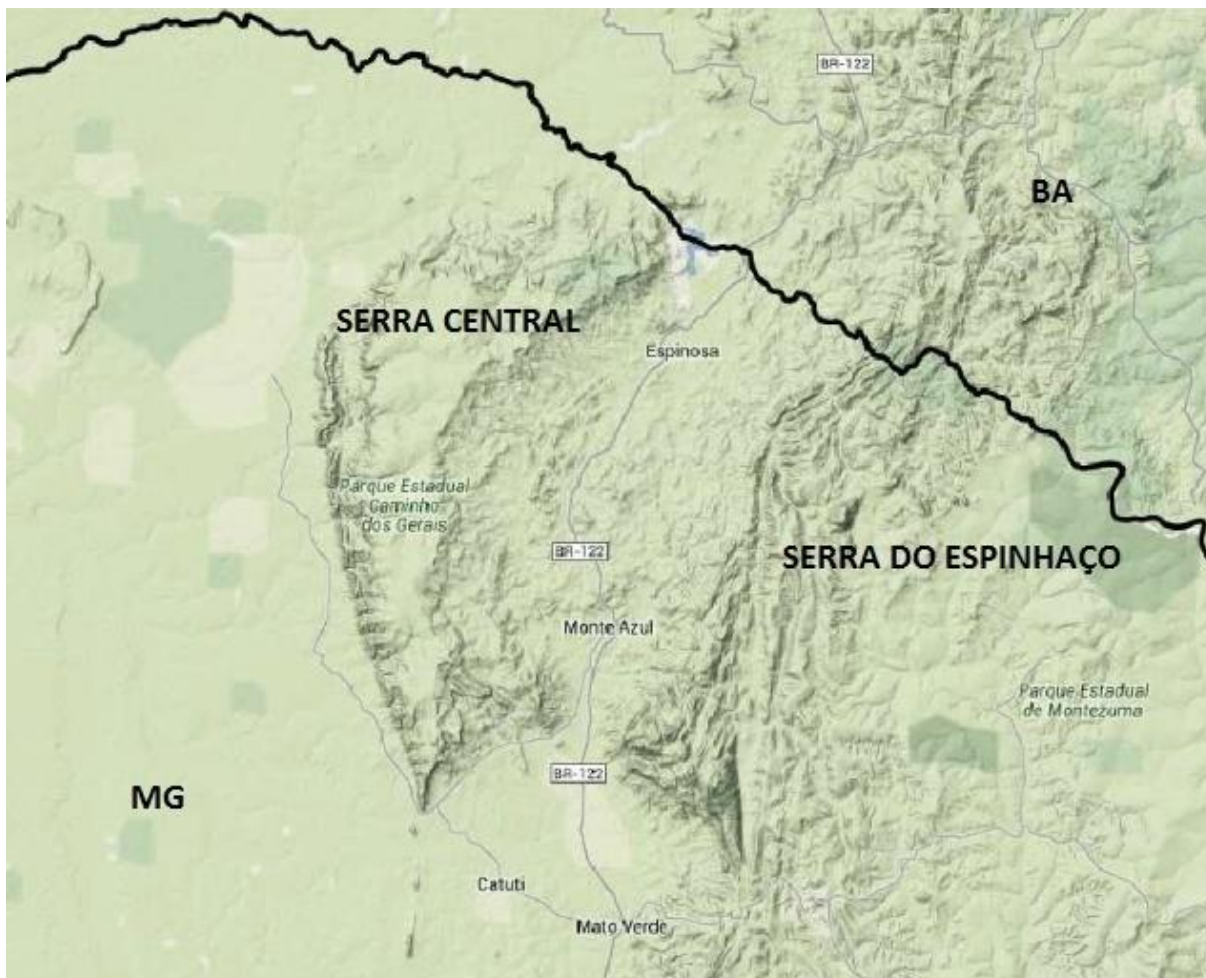 BR-122
BA
SERRA CENTRAL
Espinosa
Parque Estadual
Caminho
dos Gerais
BR-122
SERRA DO ESPINHAÇO
Monte Azul
Parque Estadual
de Montezuma
BR-122
MG
Catuti
Mato Verde